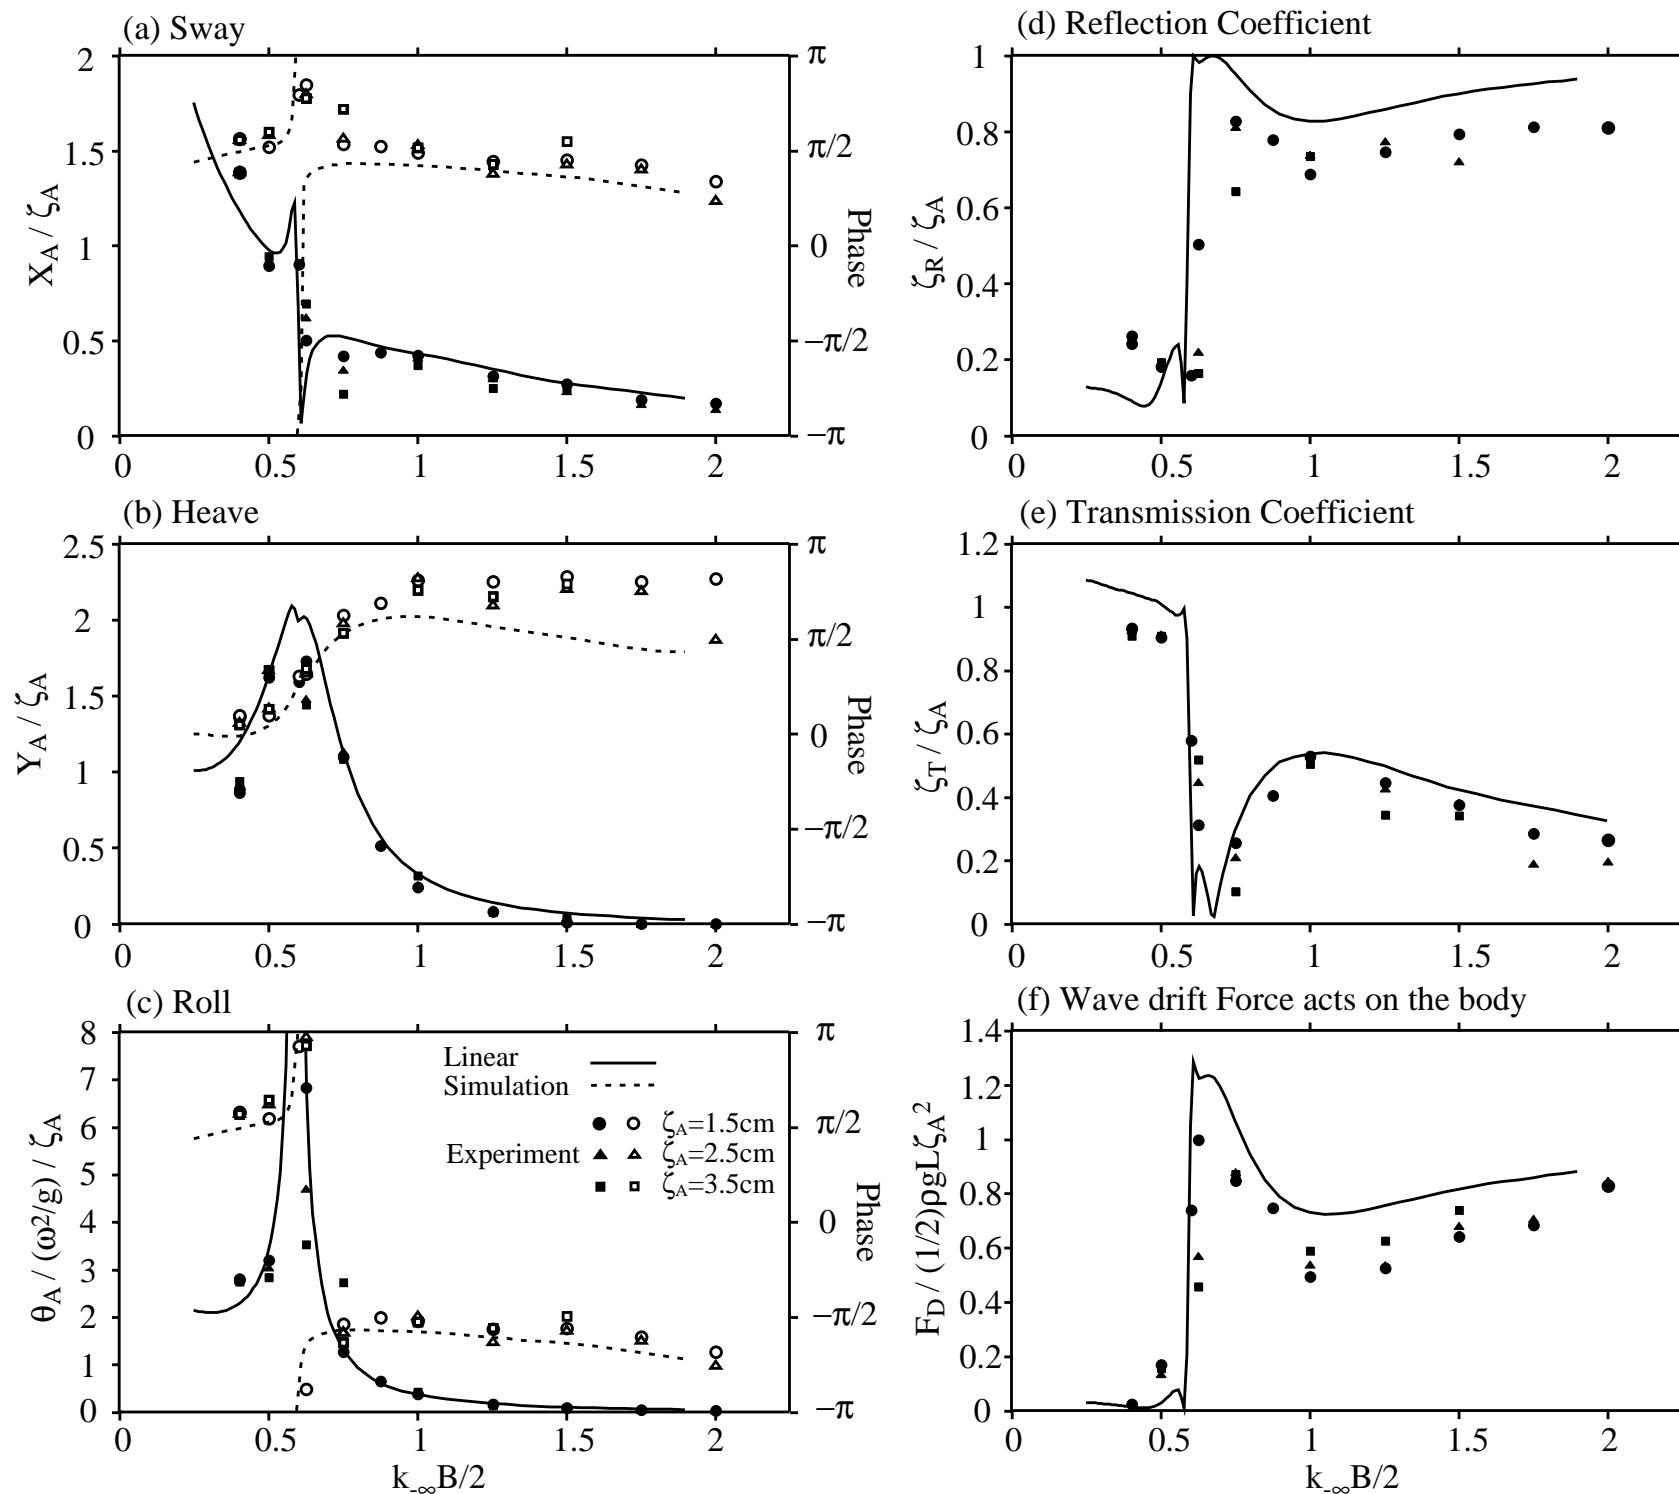 (a) Sway
2
1.5
1
0.5
0
X_A / ζ_A
π
π/2
0
−π/2
−π
Phase
0 0.5 1 1.5 2
(d) Reflection Coefficient
1
0.8
0.6
0.4
0.2
0
ζ_R / ζ_A
0 0.5 1 1.5 2
(b) Heave
2.5
2
1.5
1
0.5
0
Y_A / ζ_A
π
π/2
0
−π/2
−π
Phase
0 0.5 1 1.5 2
(e) Transmission Coefficient
1.2
1
0.8
0.6
0.4
0.2
0
ζ_T / ζ_A
0 0.5 1 1.5 2
(c) Roll
8
7
6
5
4
3
2
1
0
θ_A / (ω²/g) / ζ_A
Linear
Simulation
Experiment
ζ_A=1.5cm
ζ_A=2.5cm
ζ_A=3.5cm
π
π/2
0
−π/2
−π
Phase
0 0.5 1 1.5 2
k_-∞B/2
(f) Wave drift Force acts on the body
1.4
1.2
1
0.8
0.6
0.4
0.2
0
F_D / (1/2)ρgLζ_A²
0 0.5 1 1.5 2
k_-∞B/2